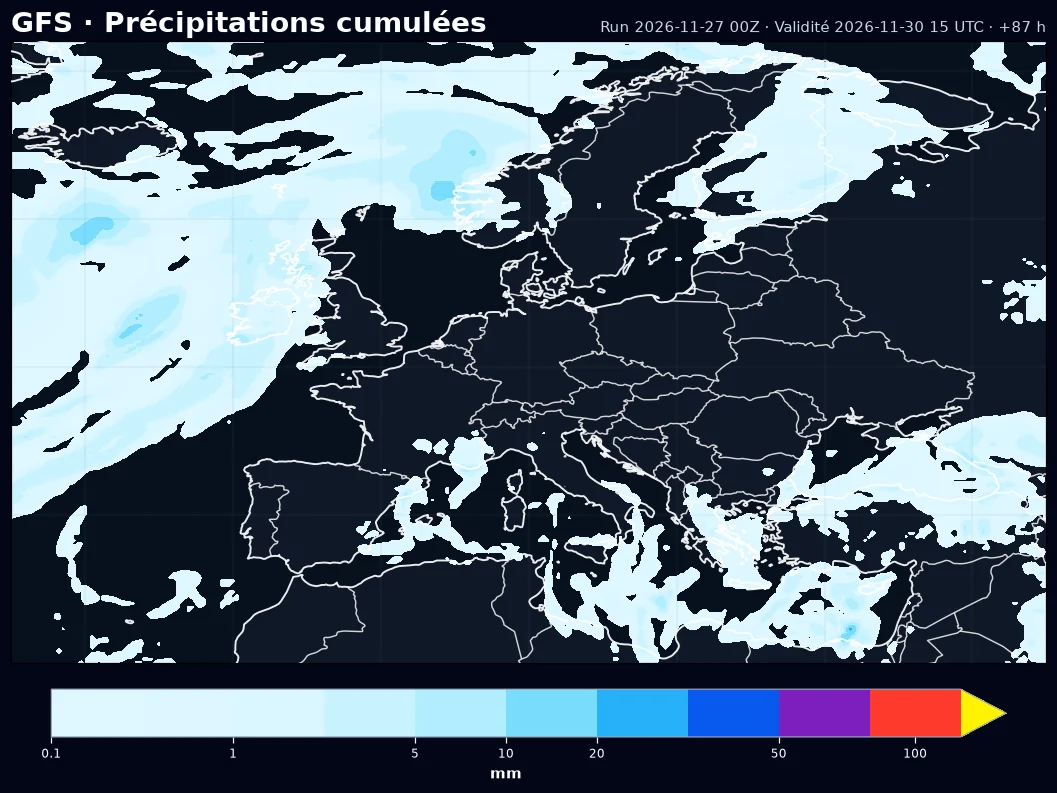 GFS · Précipitations cumulées
Run 2026-11-27 00Z · Validité 2026-11-30 15 UTC · +87 h
0.1 1 5 10 20 50 100
mm